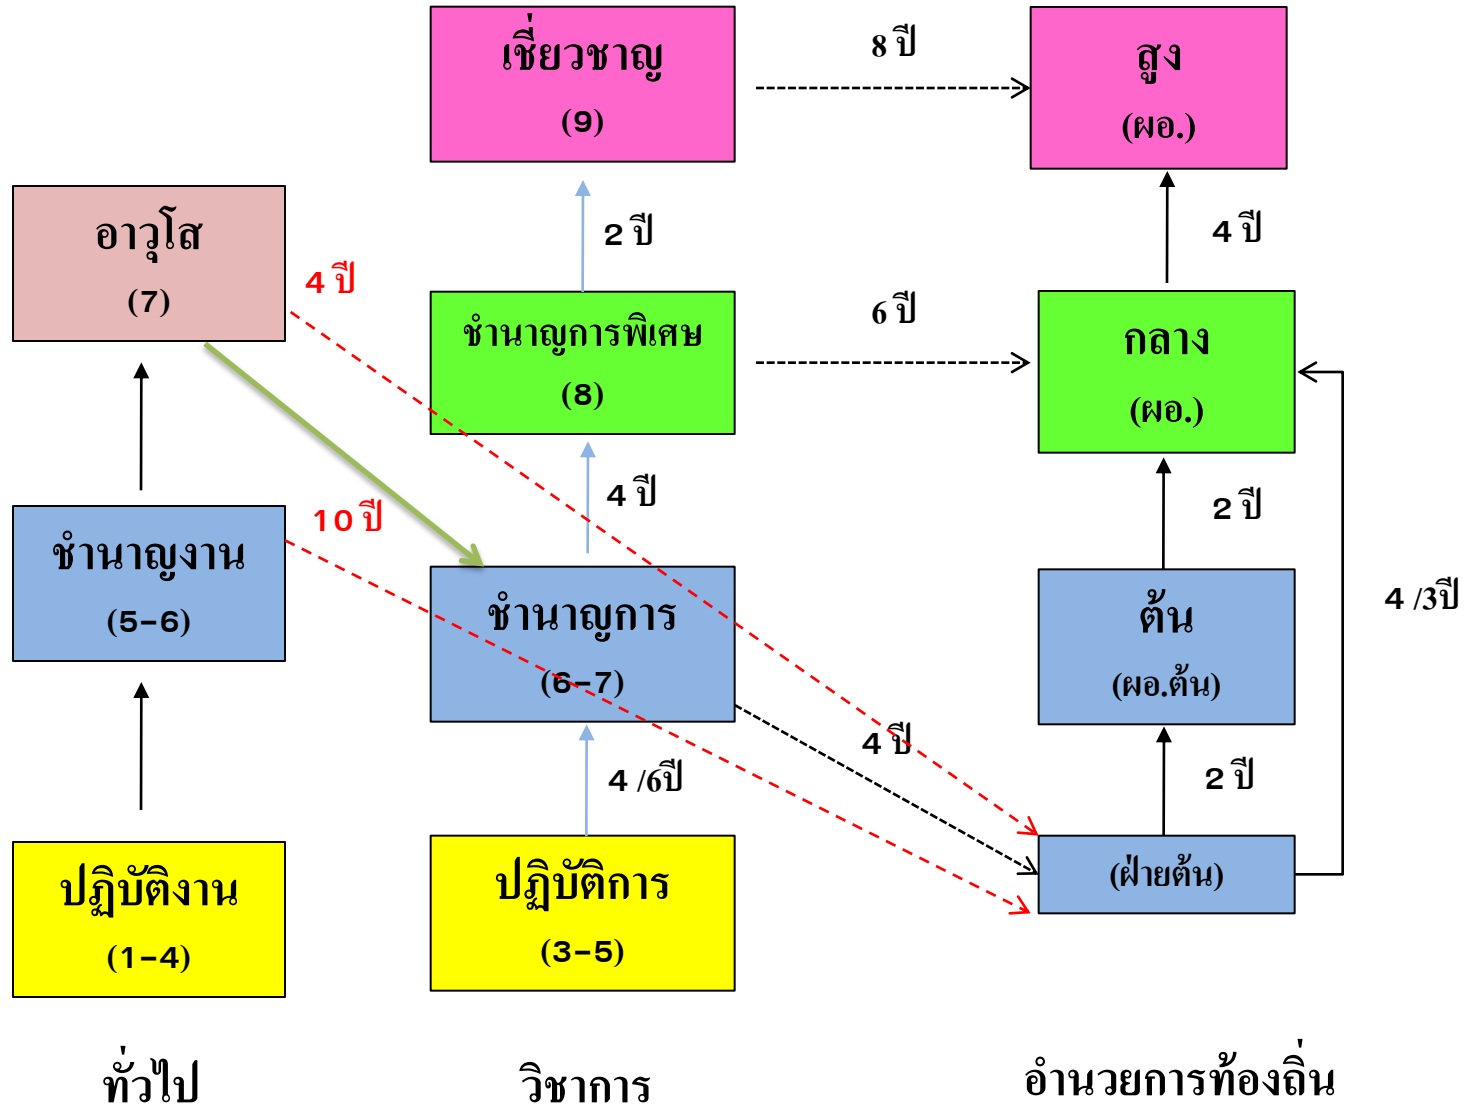 เชี่ยวชาญ
(9)
8 ปี
สูง
(ผอ.)
อาวุโส
(7)
4 ปี
2 ปี
4 ปี
ชำนาญการพิเศษ
(8)
6 ปี
กลาง
(ผอ.)
ชำนาญงาน
(5-6)
10 ปี
4 ปี
2 ปี
ชำนาญการ
(6-7)
ต้น
(ผอ.ต้น)
4 /3ปี
4 ปี
4 /6ปี
2 ปี
ปฏิบัติงาน
(1-4)
ปฏิบัติการ
(3-5)
(ฝ่ายต้น)
ทั่วไป
วิชาการ
อำนวยการท้องถิ่น